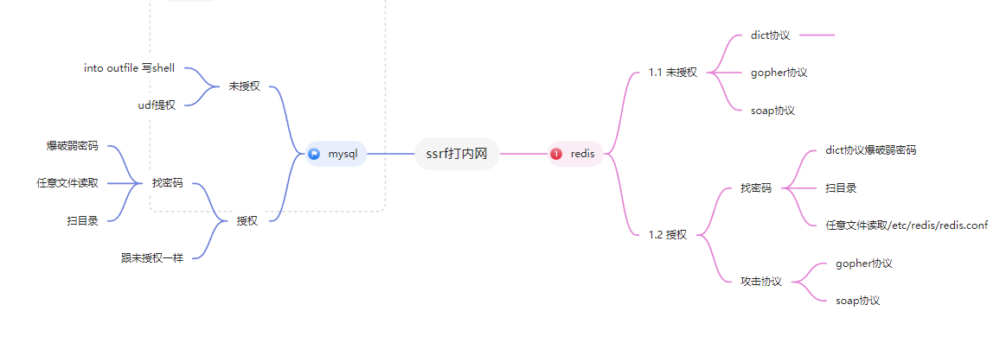 ssrf打内网
mysql
未授权
into outfile 写shell
udf提权
授权
找密码
爆破弱密码
任意文件读取
扫目录
跟未授权一样
1
redis
1.1 未授权
dict协议
gopher协议
soap协议
1.2 授权
找密码
dict协议爆破弱密码
扫目录
任意文件读取/etc/redis/redis.conf
攻击协议
gopher协议
soap协议